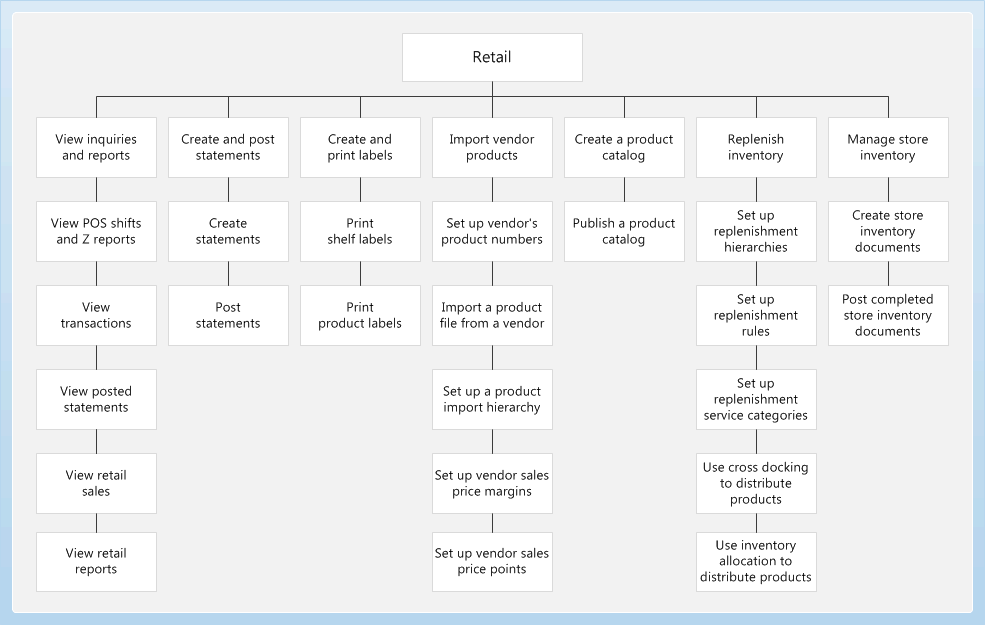 Retail
View inquiries
and reports
Create and post
statements
Create and
print labels
Import vendor
products
Create a product
catalog
Replenish
inventory
Manage store
inventory
View POS shifts
and Z reports
Create
statements
Print
shelf labels
Set up vendor's
product numbers
Publish a product
catalog
Set up
replenishment
hierarchies
Create store
inventory
documents
View
transactions
Post
statements
Print
product labels
Import a product
file from a vendor
Set up
replenishment
rules
Post completed
store inventory
documents
View posted
statements
Set up a product
import hierarchy
Set up
replenishment
service categories
View retail
sales
Set up vendor sales
price margins
Use cross docking
to distribute
products
View retail
reports
Set up vendor sales
price points
Use inventory
allocation to
distribute products